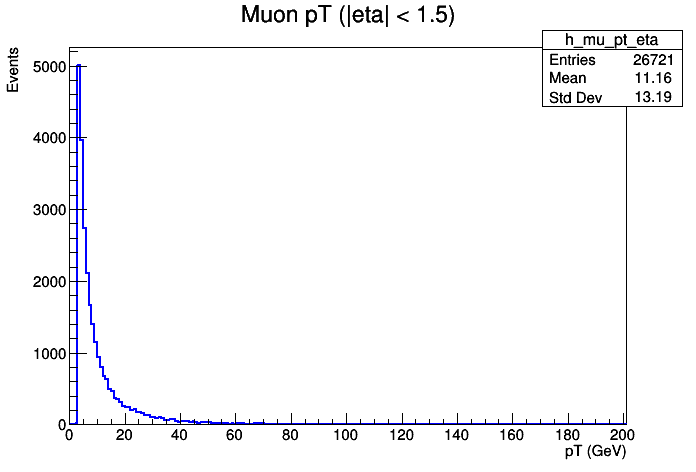 Muon pT (|eta| < 1.5)
h_mu_pt_eta
Entries 26721
Mean 11.16
Std Dev 13.19
Events
5000
4000
3000
2000
1000
0
0 20 40 60 80 100 120 140 160 180 200
pT (GeV)